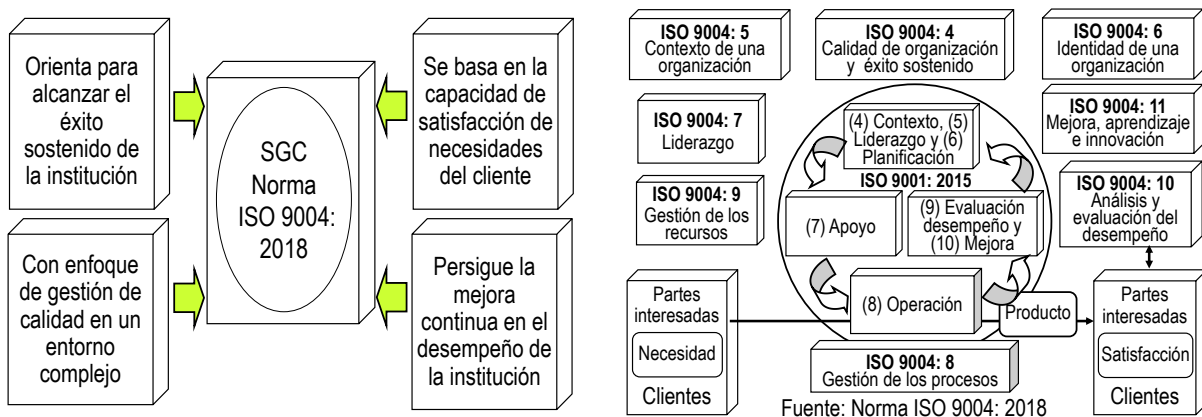 Orienta para
alcanzar el
éxito
sostenido de
la institución
Con enfoque
de gestión de
calidad en un
entorno
complejo
SGC
Norma
ISO 9004:
2018
Se basa en la
capacidad de
satisfacción de
necesidades
del cliente
Persigue la
mejora
continua en el
desempeño de
la institución
ISO 9004: 5
Contexto de una
organización
ISO 9004: 4
Calidad de organización
y éxito sostenido
ISO 9004: 6
Identidad de una
organización
ISO 9004: 7
Liderazgo
ISO 9004: 11
Mejora, aprendizaje
e innovación
ISO 9004: 9
Gestión de los
recursos
ISO 9004: 10
Análisis y
evaluación del
desempeño
(4) Contexto, (5)
Liderazgo y (6)
Planificación
ISO 9001: 2015
(7) Apoyo
(9) Evaluación
desempeño y
(10) Mejora
(8) Operación
Partes
interesadas
Necesidad
Clientes
Producto
Partes
interesadas
Satisfacción
Clientes
ISO 9004: 8
Gestión de los procesos
Fuente: Norma ISO 9004: 2018